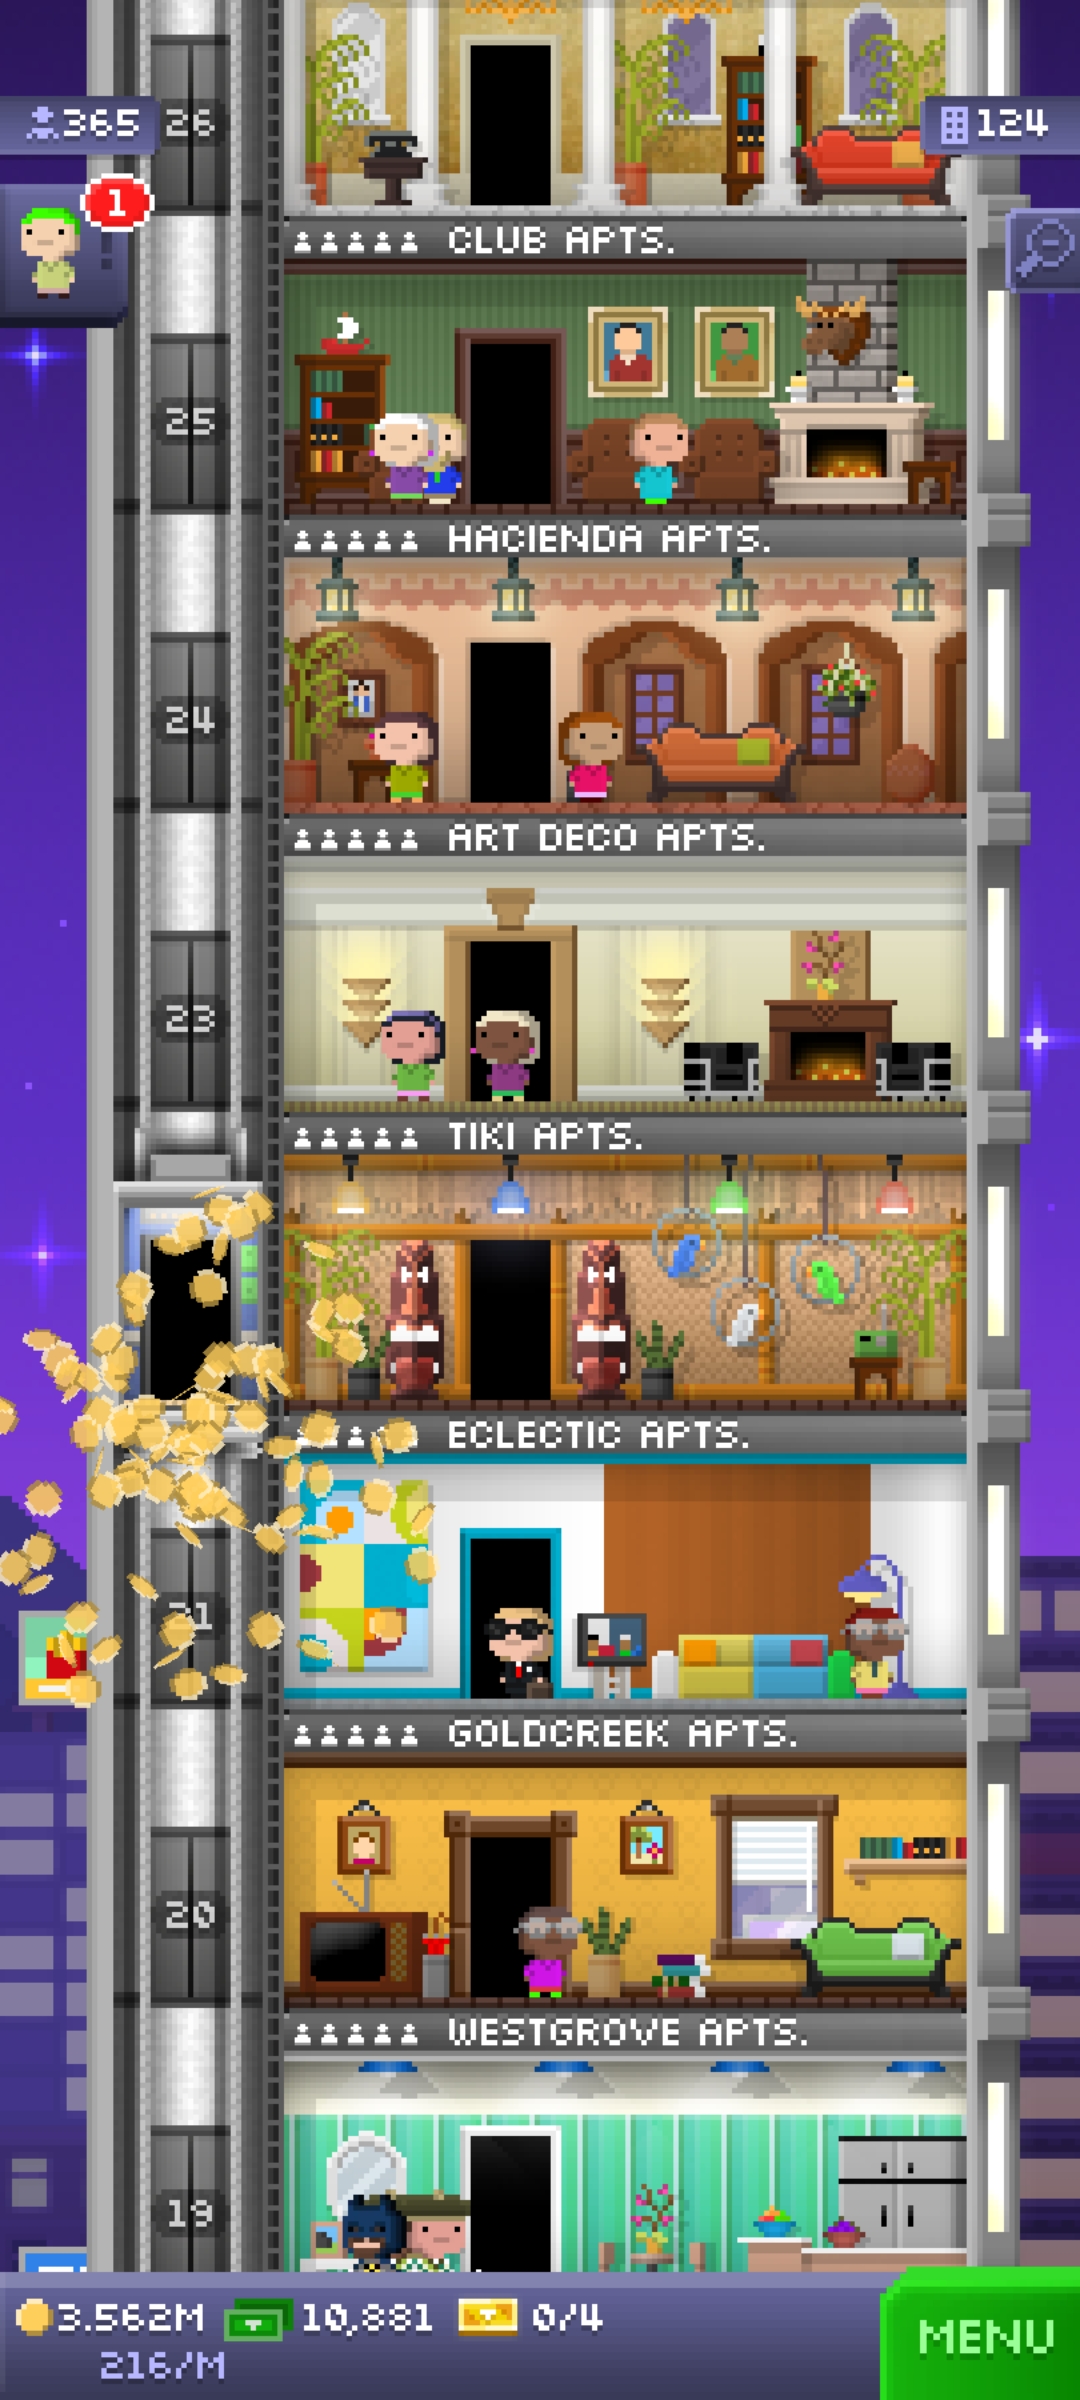 365
26
124
1
CLUB APTS.
25
HACIENDA APTS.
24
ART DECO APTS.
23
TIKI APTS.
ECLECTIC APTS.
21
GOLDCREEK APTS.
20
WESTGROVE APTS.
19
3.562M 10,881 0/4
216/M
MENU